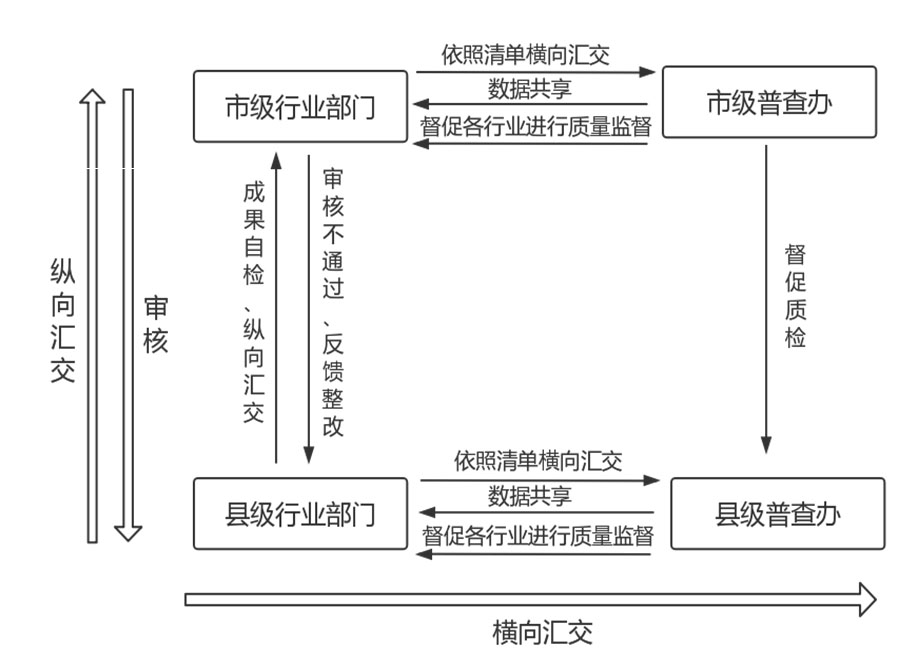 依照清单横向汇交
市级行业部门
数据共享
市级普查办
督促各行业进行质量监督
纵向汇交
审核
成果自检、纵向汇交
审核不通过、反馈整改
督促质检
依照清单横向汇交
县级行业部门
数据共享
县级普查办
督促各行业进行质量监督
横向汇交